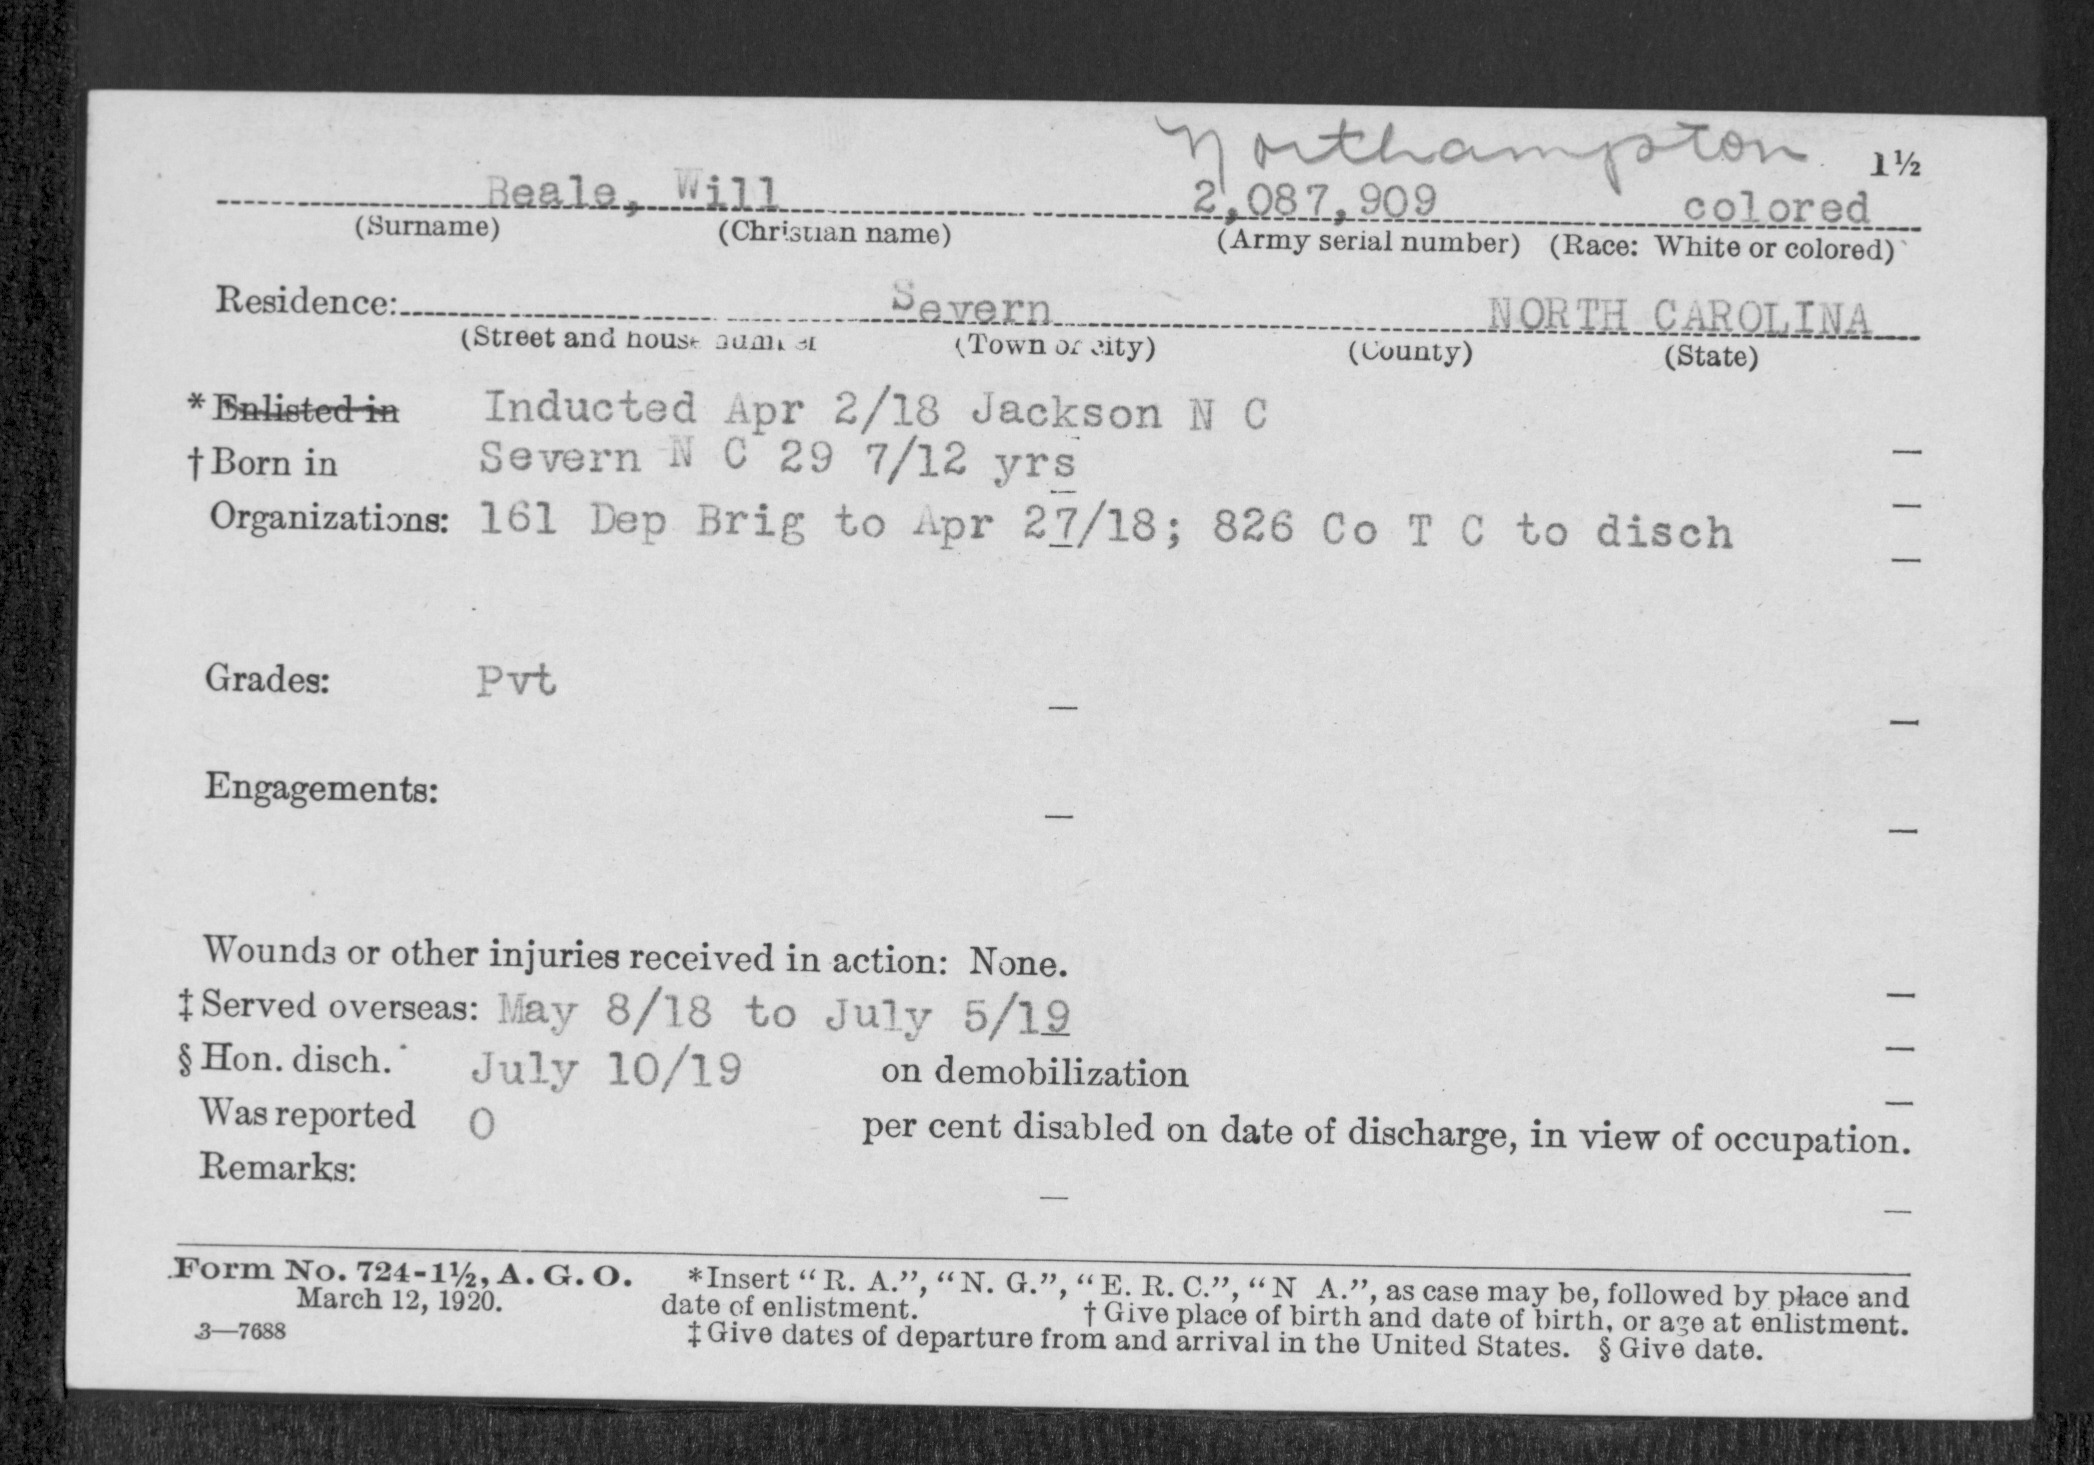 Northampton
1½
Beale, Will 2,087,909 colored
(Surname) (Christian name) (Army serial number) (Race: White or colored)
Residence: Severn NORTH CAROLINA
(Street and house number (Town or city) (County) (State)
* Enlisted in Inducted Apr 2/18 Jackson N C
† Born in Severn N C 29 7/12 yrs
Organizations: 161 Dep Brig to Apr 27/18; 826 Co T C to disch
Grades: Pvt
Engagements:
Wounds or other injuries received in action: None.
‡ Served overseas: May 8/18 to July 5/19
§ Hon. disch. July 10/19 on demobilization
Was reported 0 per cent disabled on date of discharge, in view of occupation.
Remarks:
Form No. 724-1½, A. G. O. *Insert "R. A.", "N. G.", "E. R. C.", "N A.", as case may be, followed by place and
March 12, 1920. date of enlistment. † Give place of birth and date of birth, or age at enlistment.
3—7688 ‡ Give dates of departure from and arrival in the United States. § Give date.